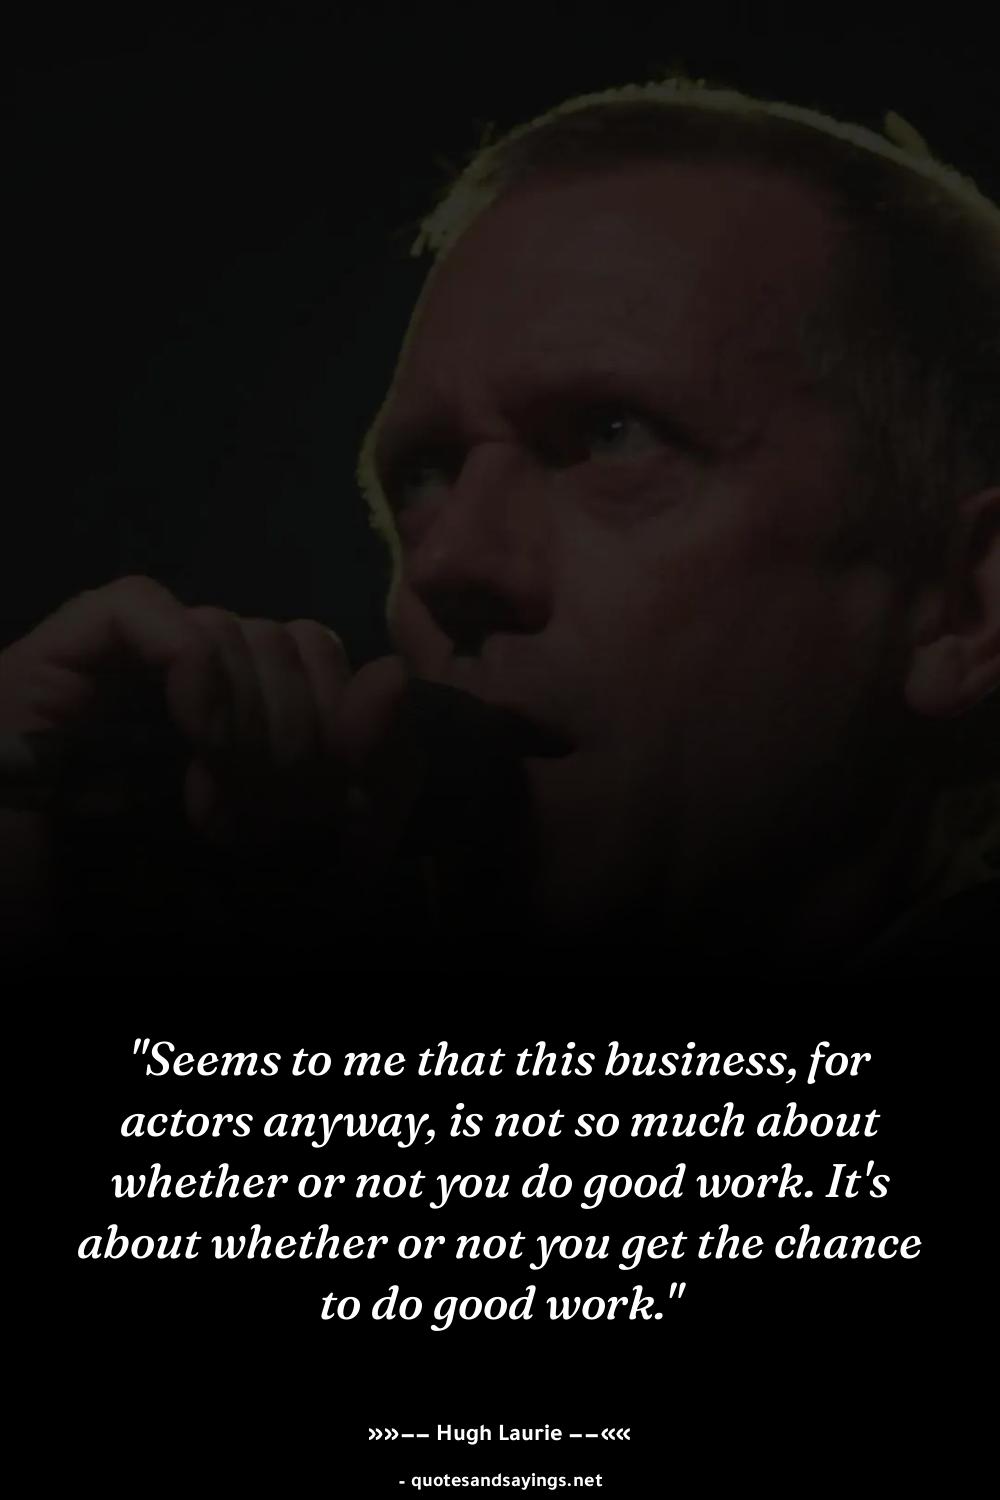 "Seems to me that this business, for
actors anyway, is not so much about
whether or not you do good work. It's
about whether or not you get the chance
to do good work."
»»–– Hugh Laurie ––««
- quotesandsayings.net